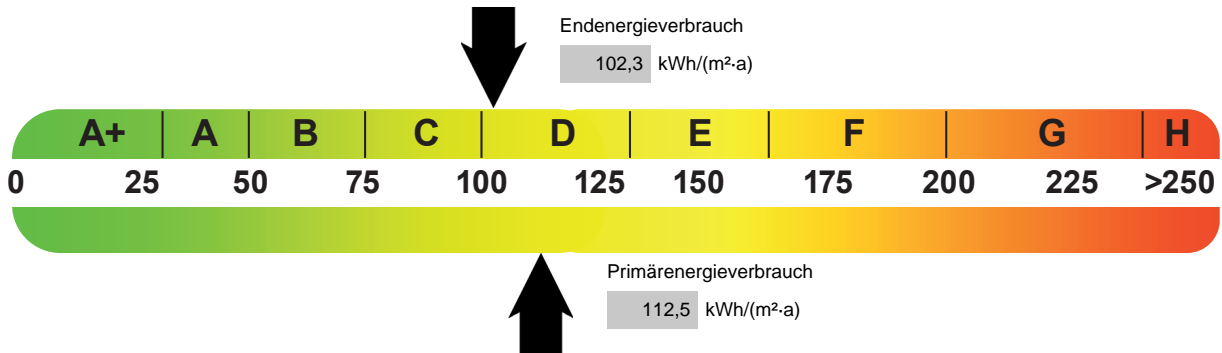 Endenergieverbrauch
102,3 kWh/(m²·a)
A+ A B C D E F G H
0 25 50 75 100 125 150 175 200 225 >250
Primärenergieverbrauch
112,5 kWh/(m²·a)